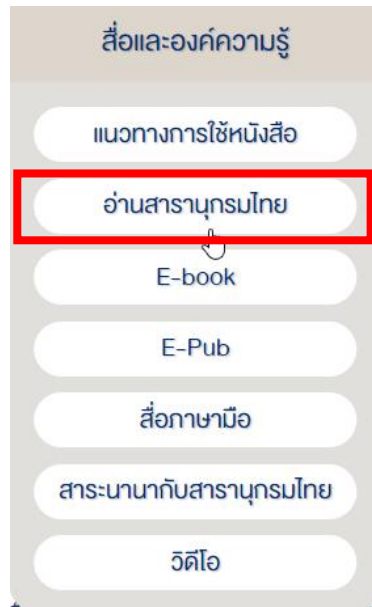 สื่อและองค์ความรู้
แนวทางการใช้หนังสือ
อ่านสารานุกรมไทย
E-book
E-Pub
สื่อภาษามือ
สาระนานากับสารานุกรมไทย
วิดีโอ